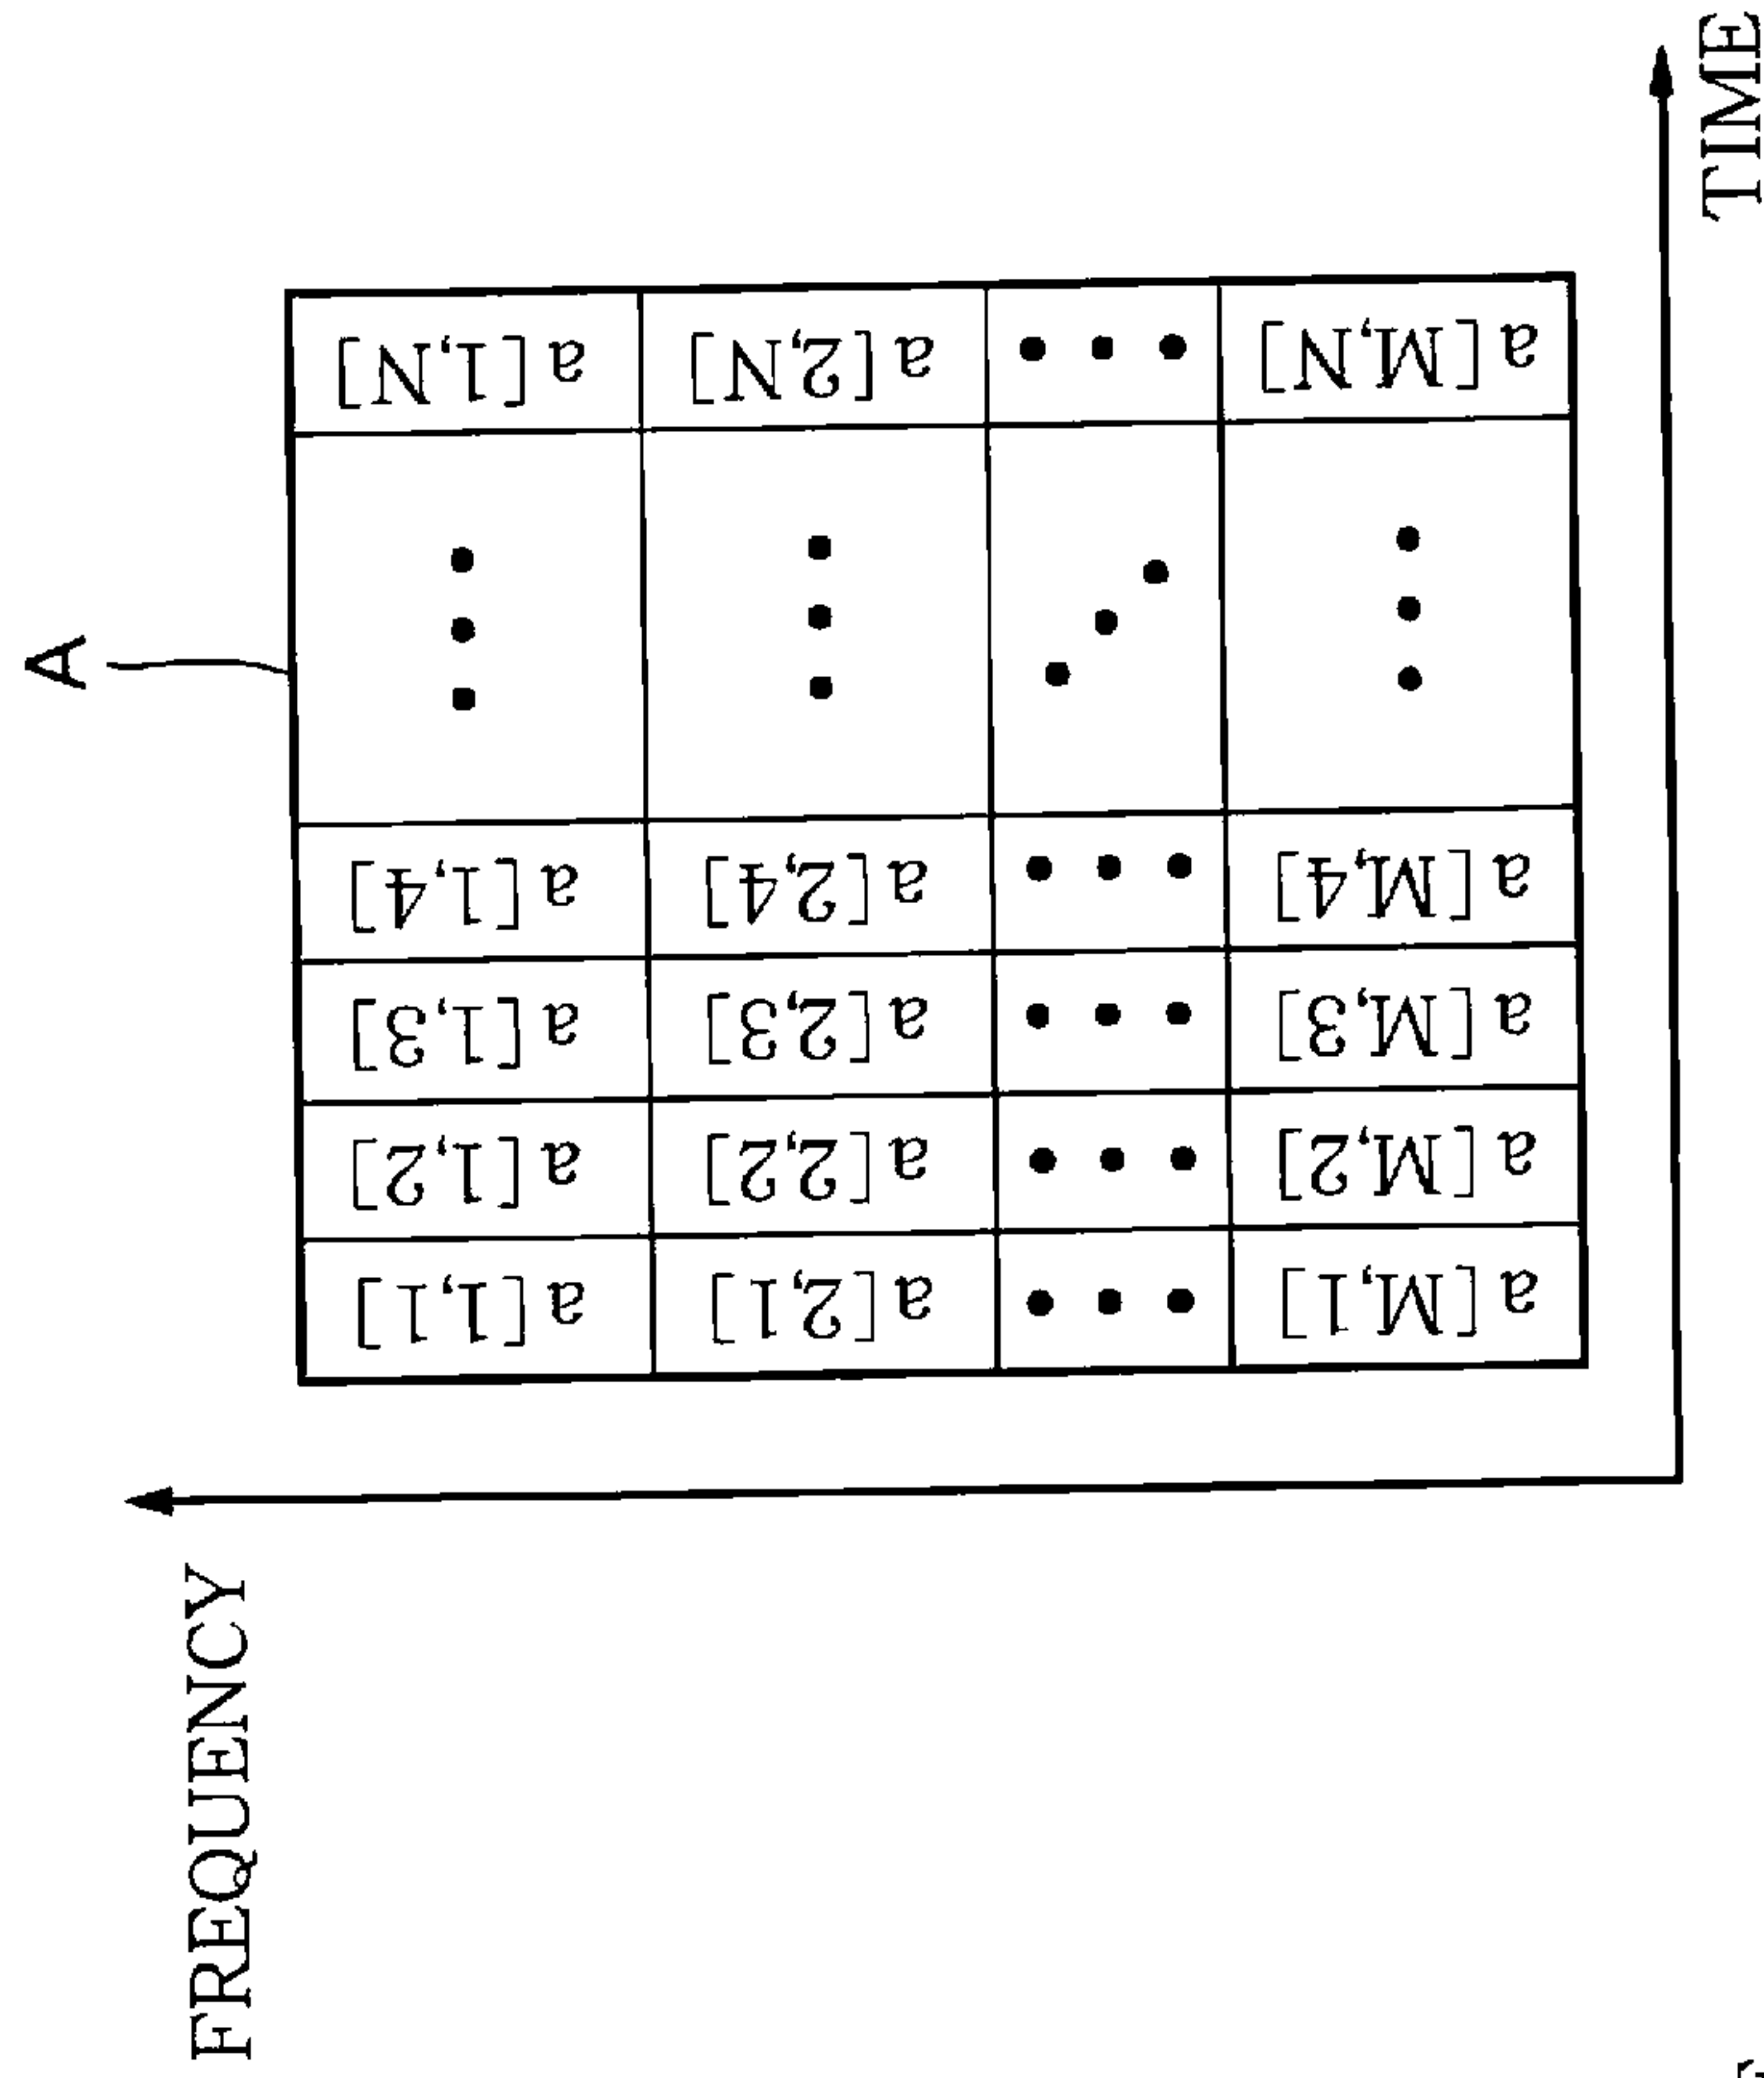 A
FREQUENCY
a [1,1]
a [1,2]
a [1,3]
a [1,4]
a [1,N]
a [2,1]
a [2,2]
a [2,3]
a [2,4]
a [2,N]
a [M,1]
a [M,2]
a [M,3]
a [M,4]
a [M,N]
TIME